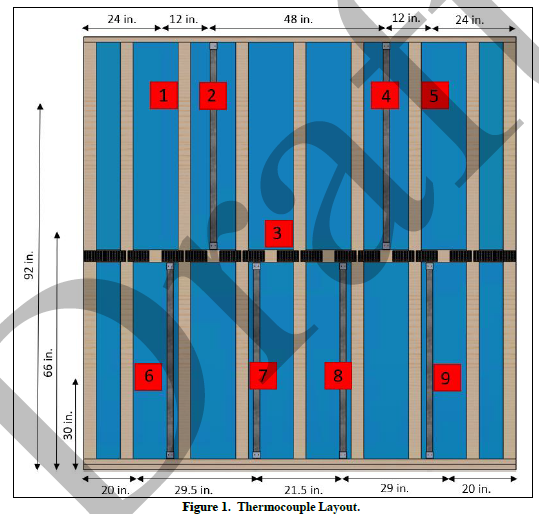 24 in. 12 in. 48 in. 12 in. 24 in.
1 2 4 5
3
92 in.
66 in.
6 7 8 9
30 in.
20 in. 29.5 in. 21.5 in. 29 in. 20 in.
Figure 1. Thermocouple Layout.
Draft